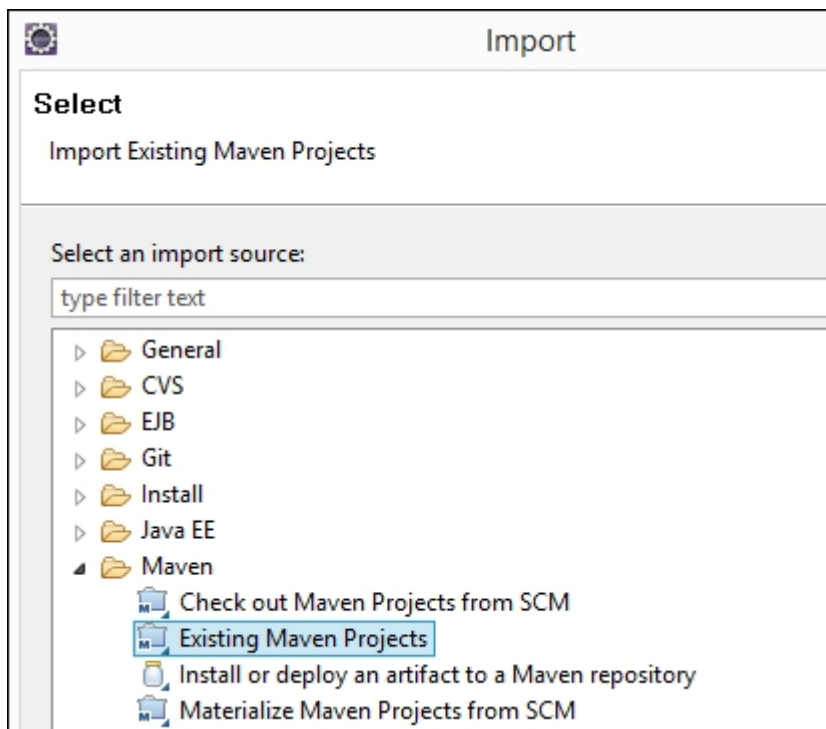 Import
Select
Import Existing Maven Projects
Select an import source:
type filter text
General
CVS
EJB
Git
Install
Java EE
Maven
Check out Maven Projects from SCM
Existing Maven Projects
Install or deploy an artifact to a Maven repository
Materialize Maven Projects from SCM